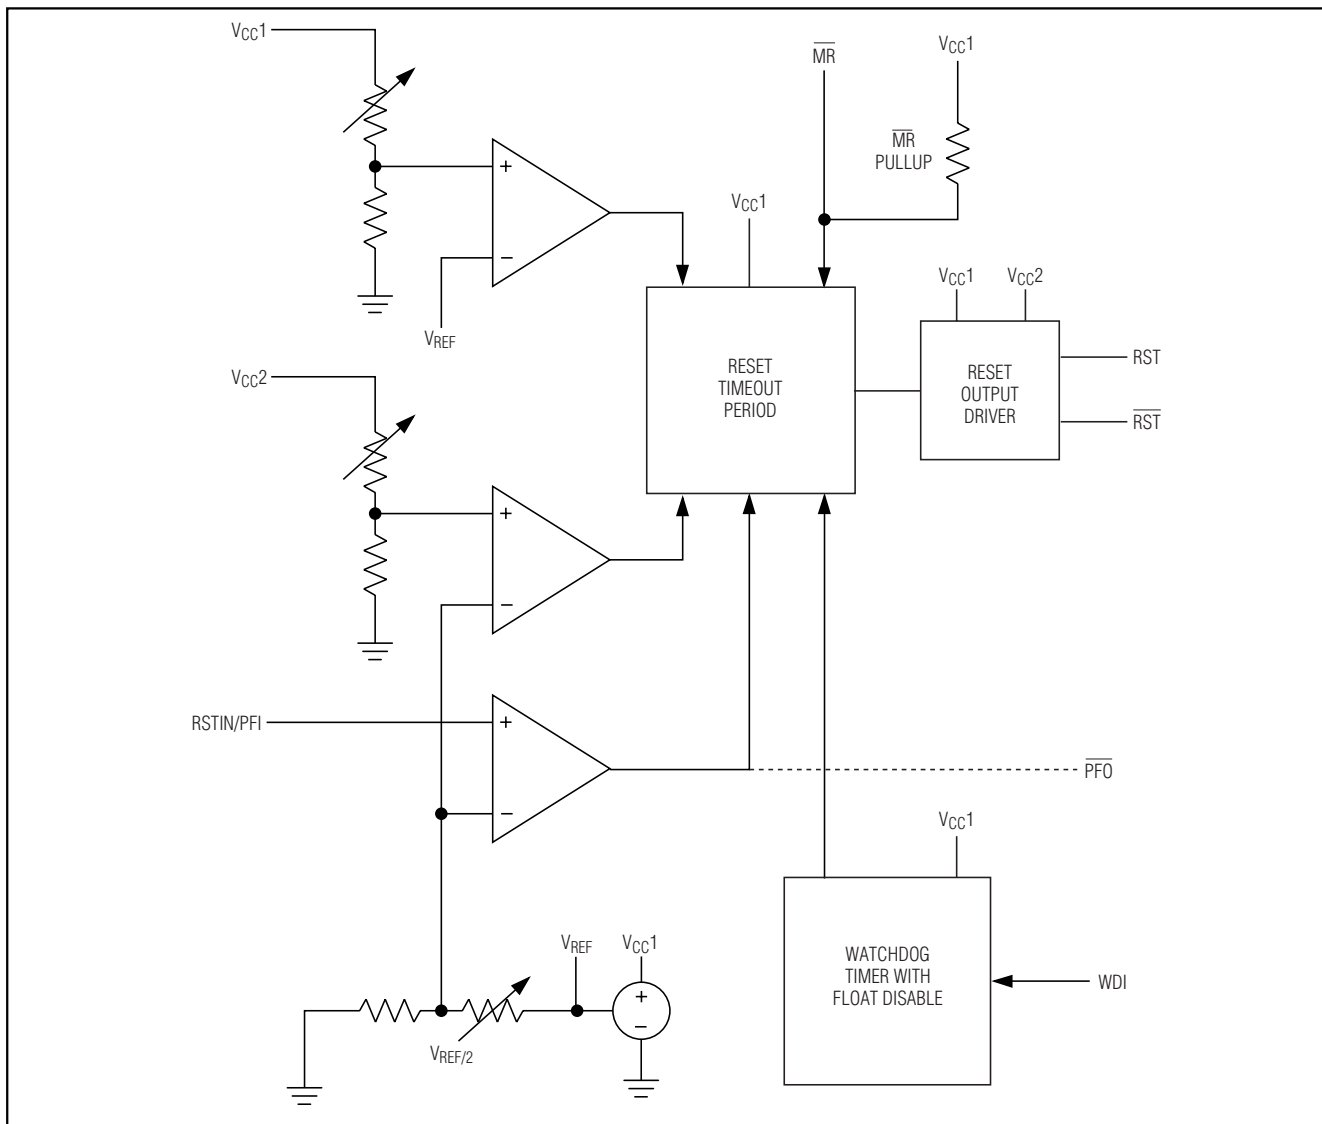 VCC1
MR
VCC1
MR
PULLUP
+
−
VCC1
VREF
VCC1
VCC2
RESET
TIMEOUT
PERIOD
RESET
OUTPUT
DRIVER
RST
RST
VCC2
+
−
RSTIN/PFI
+
−
PFO
VCC1
VREF
VCC1
+
−
VREF/2
WATCHDOG
TIMER WITH
FLOAT DISABLE
WDI